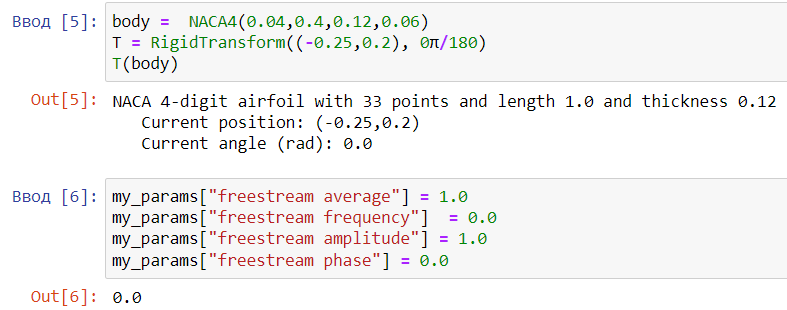 Ввод [5]: body =  NACA4(0.04,0.4,0.12,0.06)
T = RigidTransform((-0.25,0.2), 0π/180)
T(body)
Out[5]: NACA 4-digit airfoil with 33 points and length 1.0 and thickness 0.12
   Current position: (-0.25,0.2)
   Current angle (rad): 0.0
Ввод [6]: my_params["freestream average"] = 1.0
my_params["freestream frequency"]  = 0.0
my_params["freestream amplitude"] = 1.0
my_params["freestream phase"] = 0.0
Out[6]: 0.0